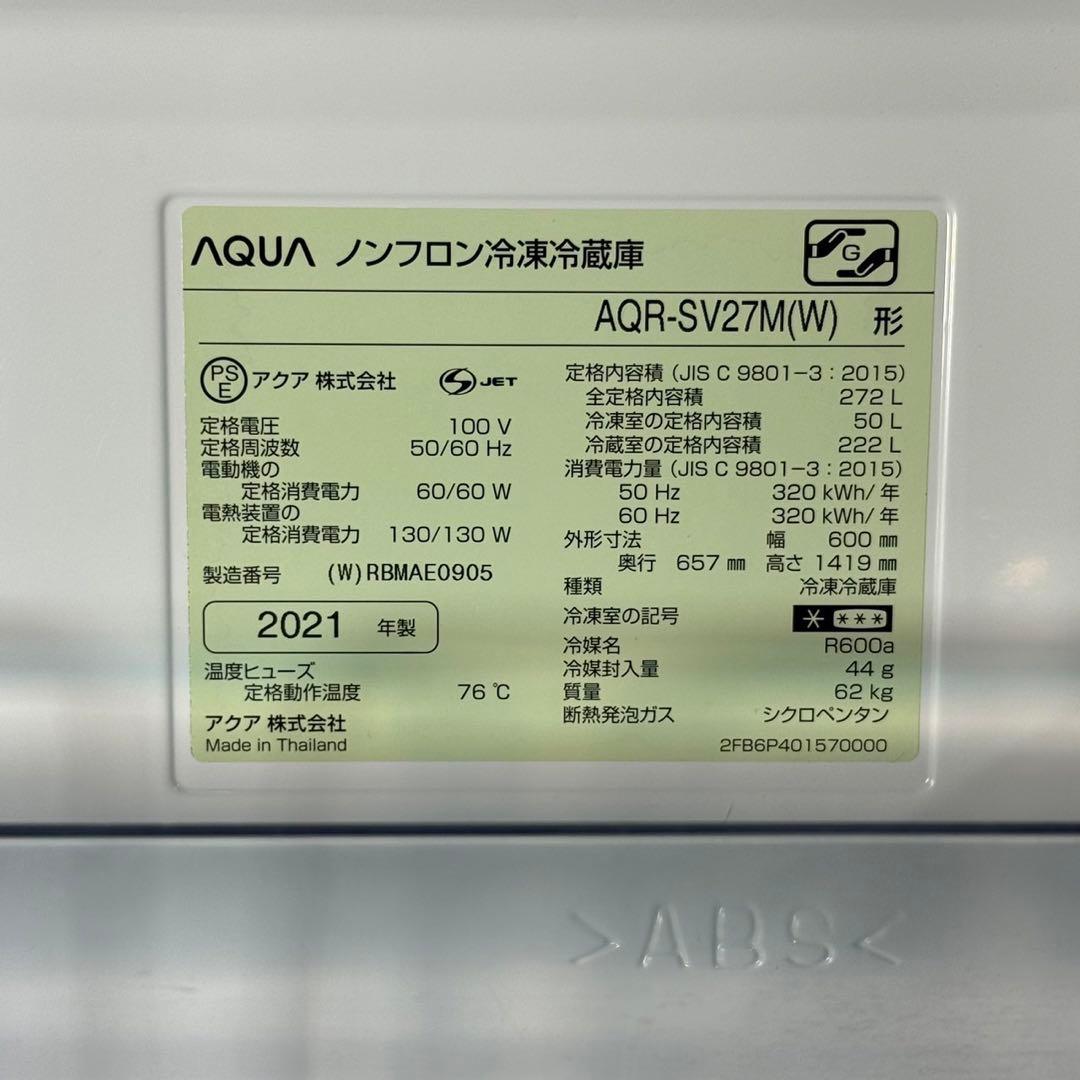 AQUA ノンフロン冷凍冷蔵庫
G
AQR-SV27M(W) 形
PSE アクア 株式会社 S JET
定格電圧 100 V
定格周波数 50/60 Hz
電動機の
定格消費電力 60/60 W
電熱装置の
定格消費電力 130/130 W
製造番号 (W)RBMAE0905
2021 年製
温度ヒューズ
定格動作温度 76 ℃
アクア 株式会社
Made in Thailand
定格内容積 (JIS C 9801-3:2015)
全定格内容積 272 L
冷凍室の定格内容積 50 L
冷蔵室の定格内容積 222 L
消費電力量 (JIS C 9801-3:2015)
50 Hz 320 kWh/年
60 Hz 320 kWh/年
外形寸法 幅 600 ㎜
奥行 657 ㎜ 高さ 1419 ㎜
種類 冷凍冷蔵庫
冷凍室の記号 * ***
冷媒名 R600a
冷媒封入量 44 g
質量 62 kg
断熱発泡ガス シクロペンタン
2FB6P401570000
>ABS<